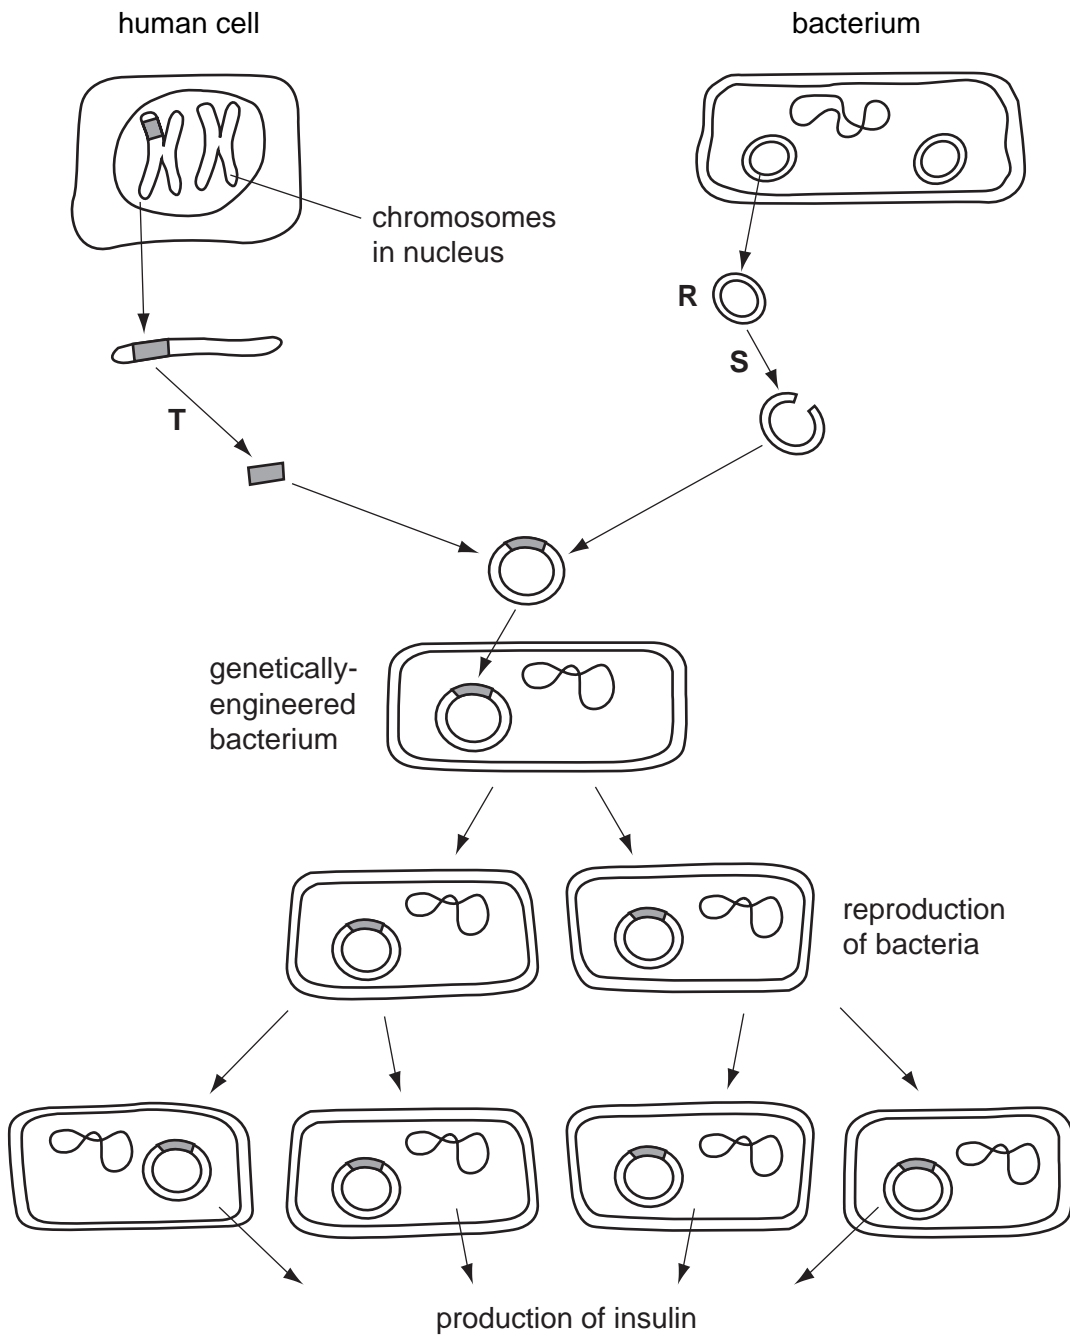 human cell
bacterium
chromosomes
in nucleus
R
S
T
genetically-
engineered
bacterium
reproduction
of bacteria
production of insulin